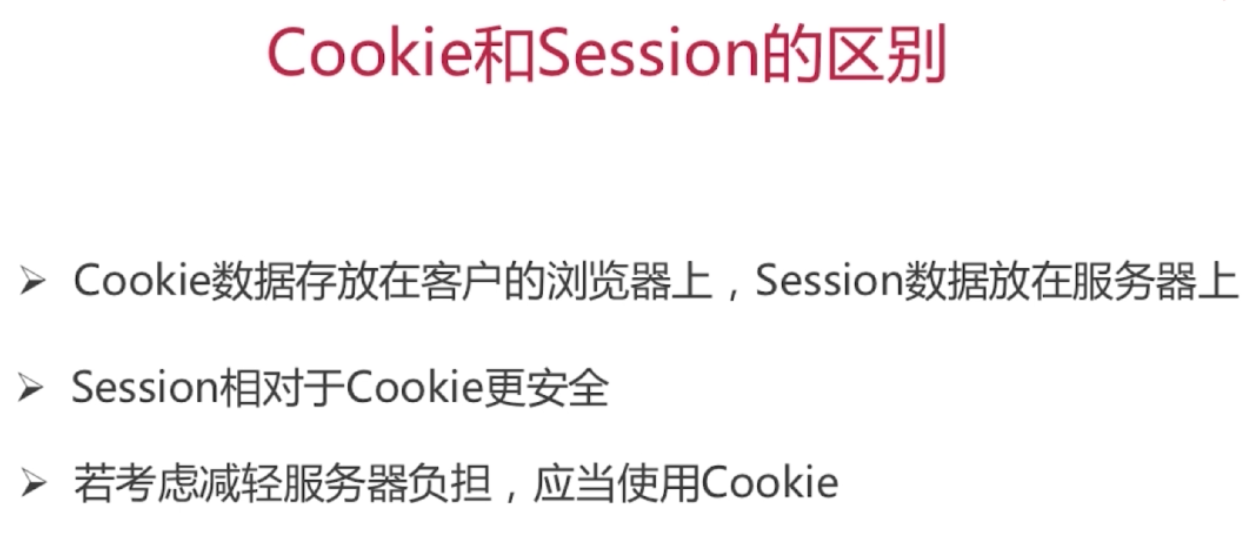 Cookie和Session的区别
Cookie数据存放在客户的浏览器上，Session数据放在服务器上
Session相对于Cookie更安全
若考虑减轻服务器负担，应当使用Cookie